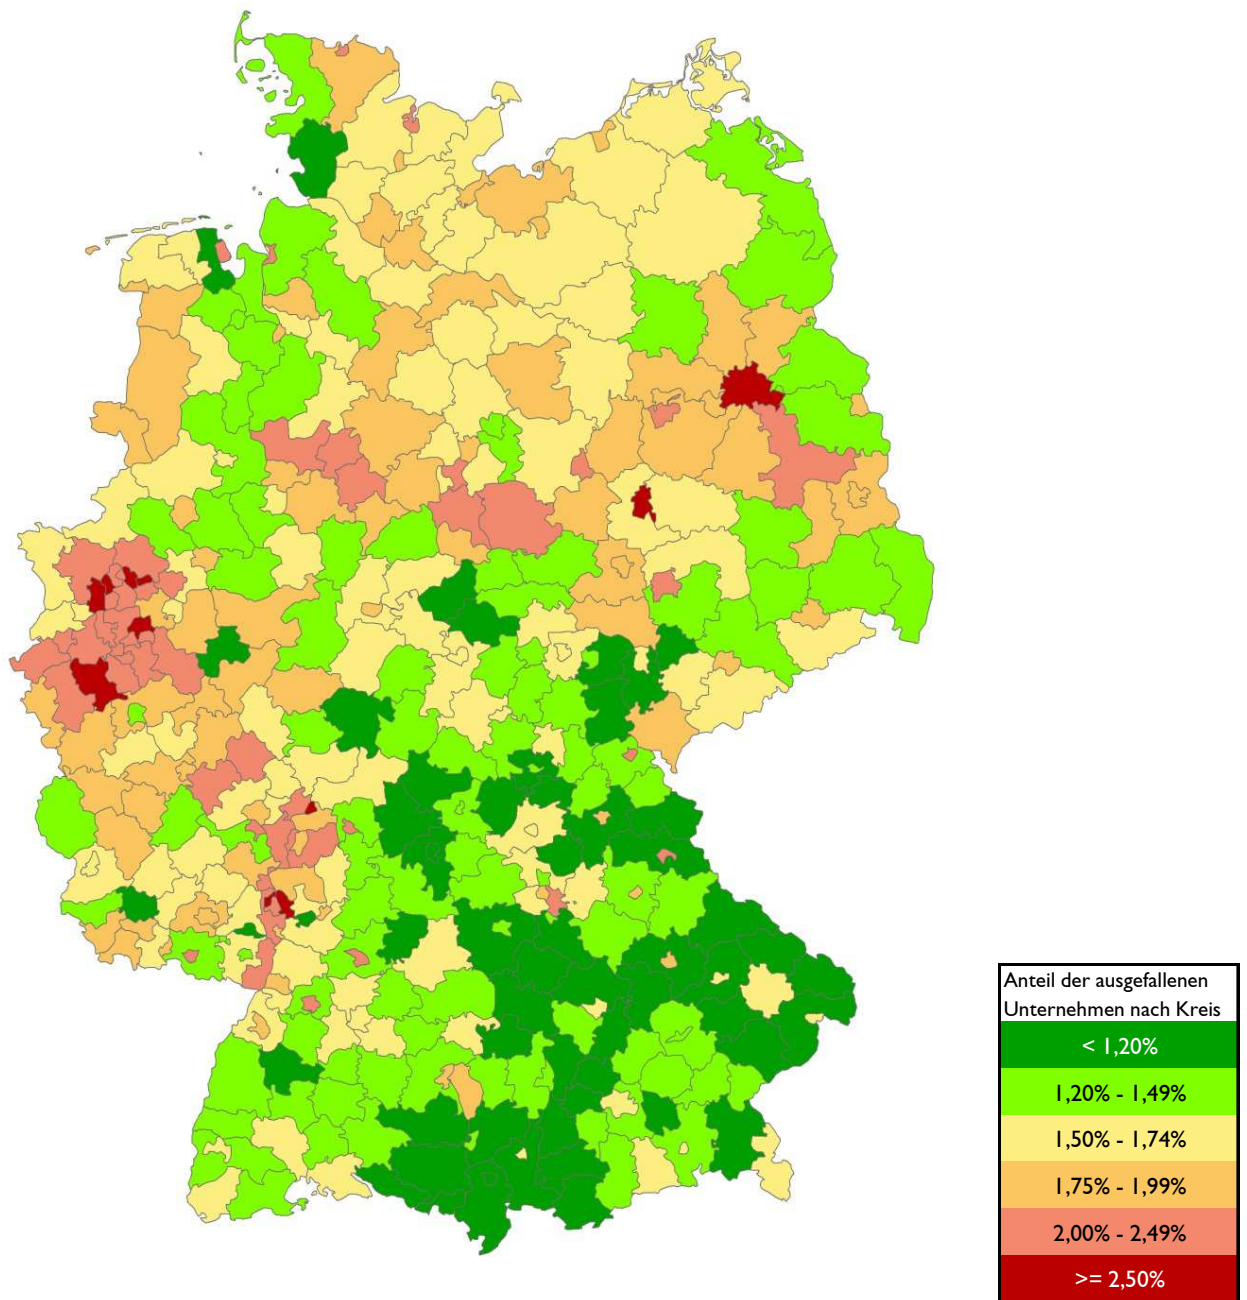 Anteil der ausgefallenen
Unternehmen nach Kreis
< 1,20%
1,20% - 1,49%
1,50% - 1,74%
1,75% - 1,99%
2,00% - 2,49%
>= 2,50%